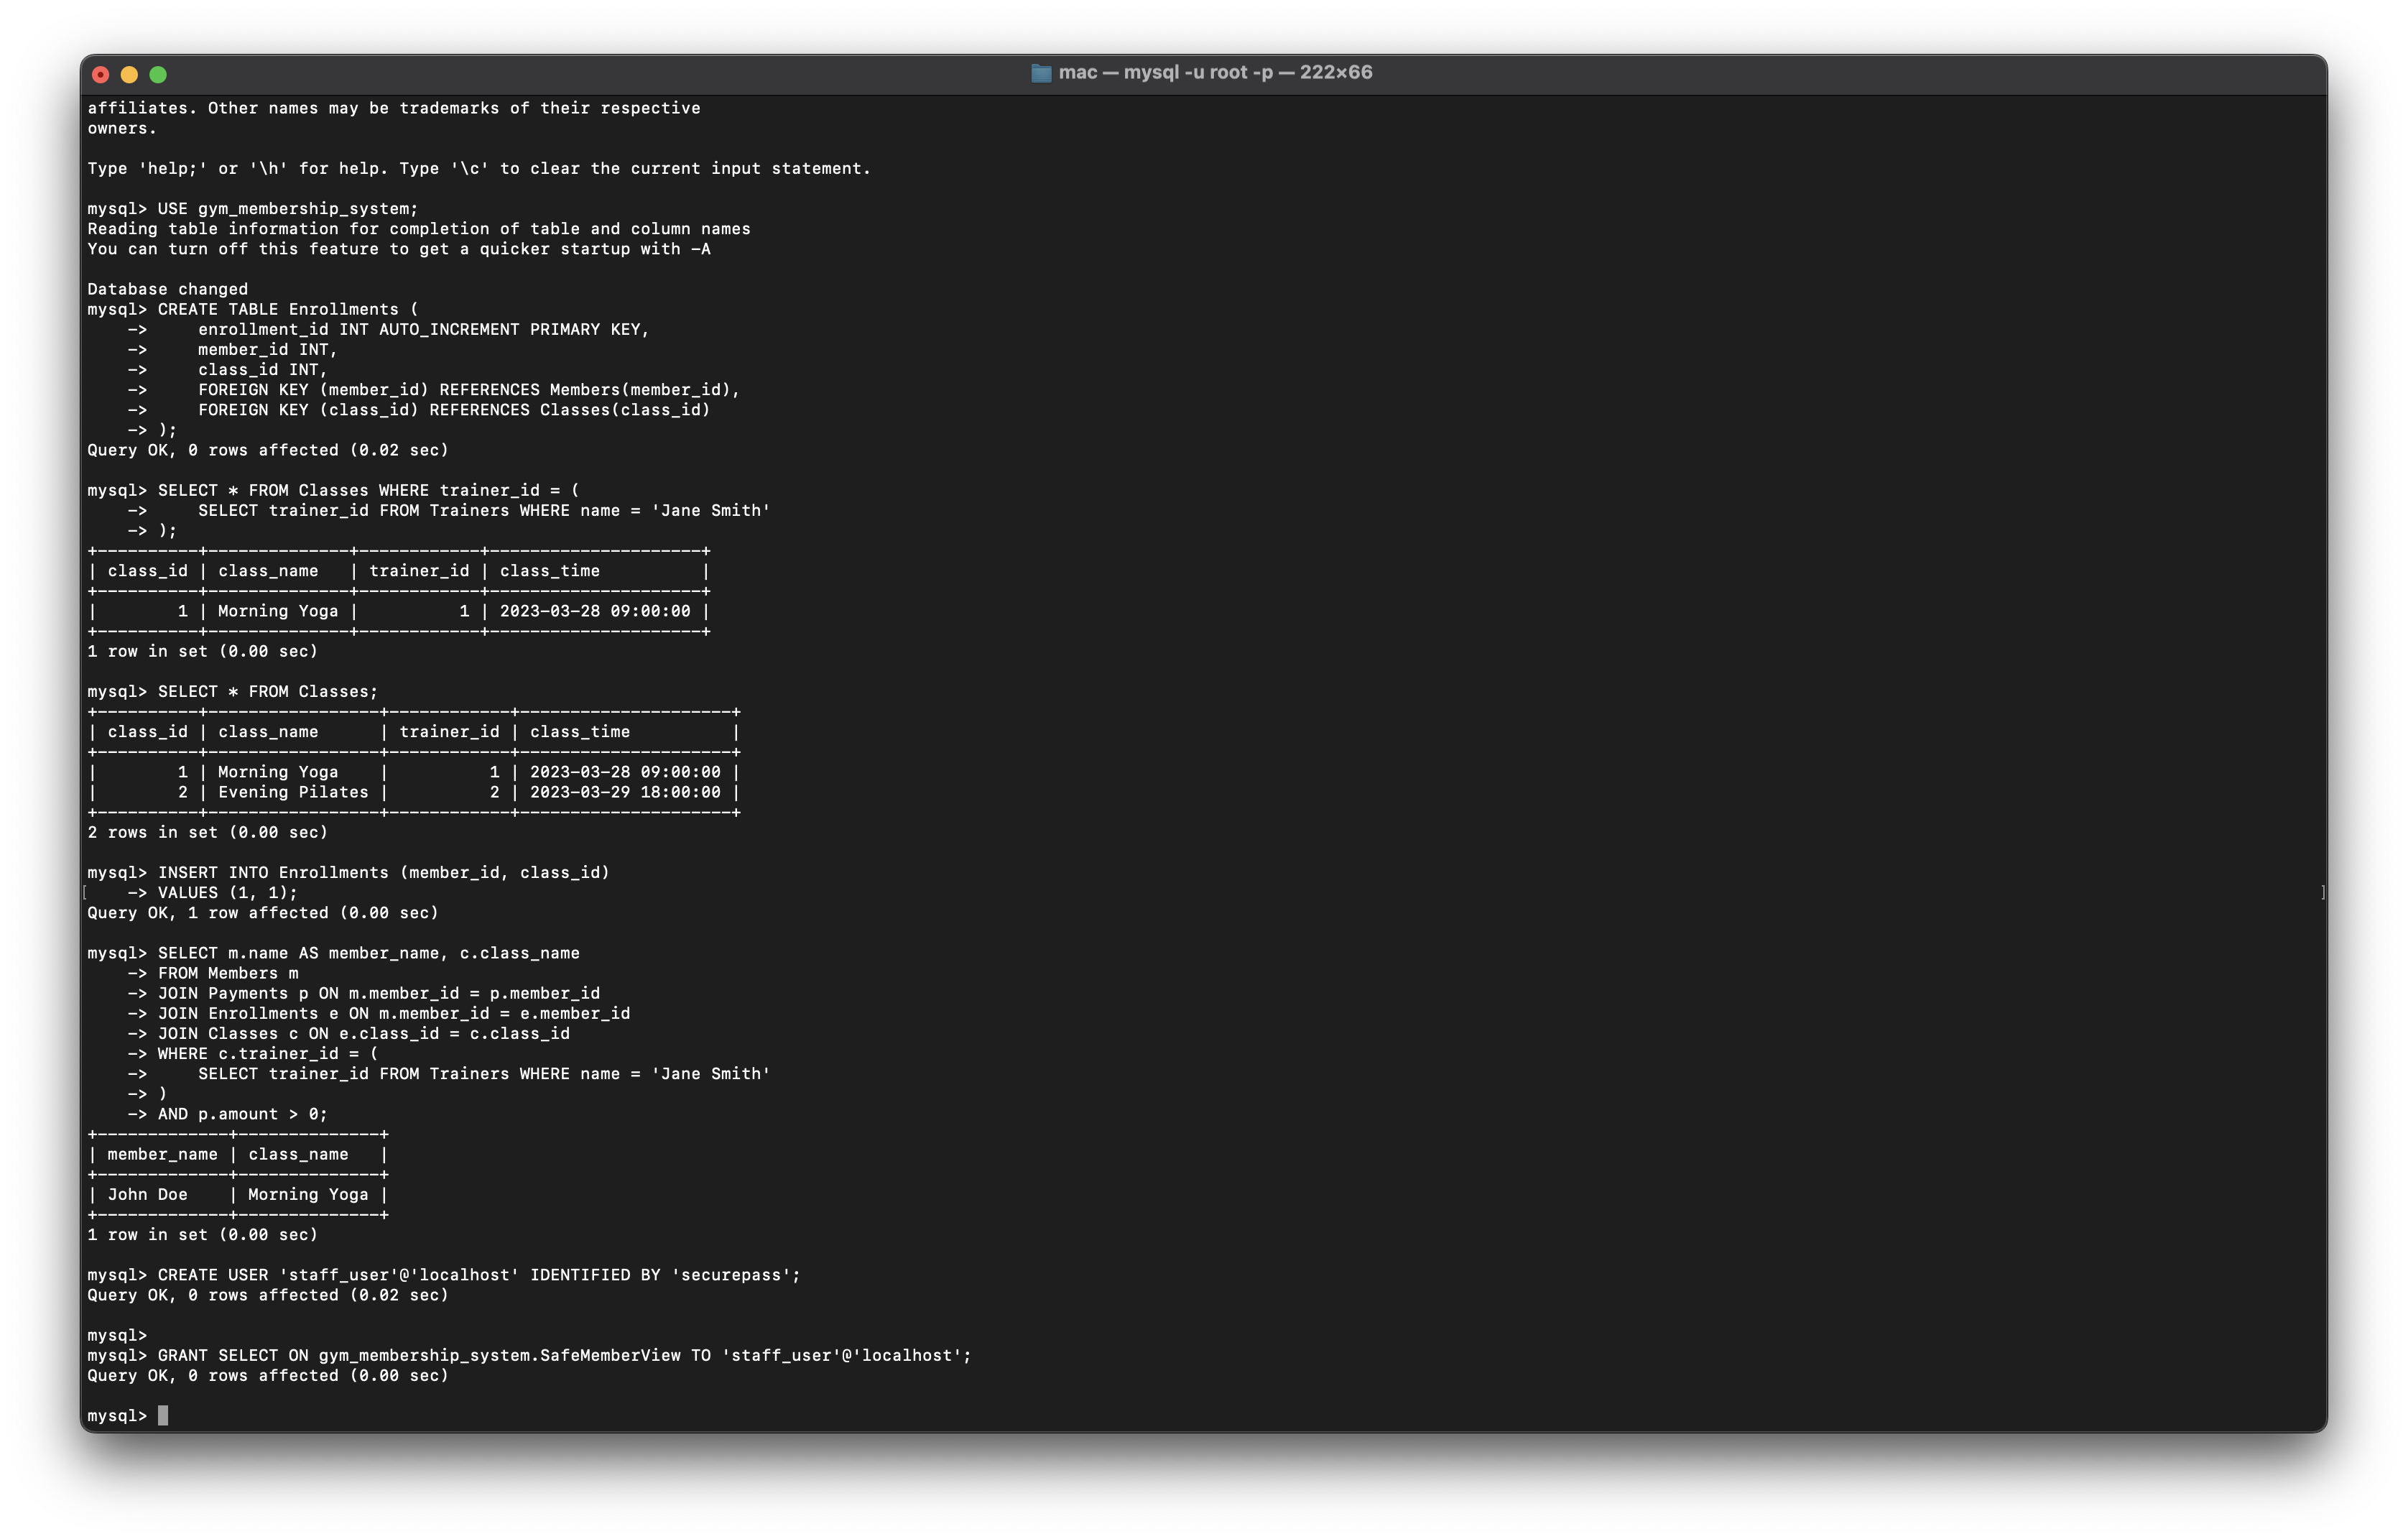 mac — mysql -u root -p — 222×66
affiliates. Other names may be trademarks of their respective
owners.

Type 'help;' or '\h' for help. Type '\c' to clear the current input statement.

mysql> USE gym_membership_system;
Reading table information for completion of table and column names
You can turn off this feature to get a quicker startup with -A

Database changed
mysql> CREATE TABLE Enrollments (
    ->     enrollment_id INT AUTO_INCREMENT PRIMARY KEY,
    ->     member_id INT,
    ->     class_id INT,
    ->     FOREIGN KEY (member_id) REFERENCES Members(member_id),
    ->     FOREIGN KEY (class_id) REFERENCES Classes(class_id)
    -> );
Query OK, 0 rows affected (0.02 sec)

mysql> SELECT * FROM Classes WHERE trainer_id = (
    ->     SELECT trainer_id FROM Trainers WHERE name = 'Jane Smith'
    -> );
+----------+--------------+------------+---------------------+
| class_id | class_name   | trainer_id | class_time          |
+----------+--------------+------------+---------------------+
|        1 | Morning Yoga |          1 | 2023-03-28 09:00:00 |
+----------+--------------+------------+---------------------+
1 row in set (0.00 sec)

mysql> SELECT * FROM Classes;
+----------+-----------------+------------+---------------------+
| class_id | class_name      | trainer_id | class_time          |
+----------+-----------------+------------+---------------------+
|        1 | Morning Yoga    |          1 | 2023-03-28 09:00:00 |
|        2 | Evening Pilates |          2 | 2023-03-29 18:00:00 |
+----------+-----------------+------------+---------------------+
2 rows in set (0.00 sec)

mysql> INSERT INTO Enrollments (member_id, class_id)
[    -> VALUES (1, 1); ]
Query OK, 1 row affected (0.00 sec)

mysql> SELECT m.name AS member_name, c.class_name
    -> FROM Members m
    -> JOIN Payments p ON m.member_id = p.member_id
    -> JOIN Enrollments e ON m.member_id = e.member_id
    -> JOIN Classes c ON e.class_id = c.class_id
    -> WHERE c.trainer_id = (
    ->     SELECT trainer_id FROM Trainers WHERE name = 'Jane Smith'
    -> )
    -> AND p.amount > 0;
+-------------+--------------+
| member_name | class_name   |
+-------------+--------------+
| John Doe    | Morning Yoga |
+-------------+--------------+
1 row in set (0.00 sec)

mysql> CREATE USER 'staff_user'@'localhost' IDENTIFIED BY 'securepass';
Query OK, 0 rows affected (0.02 sec)

mysql>
mysql> GRANT SELECT ON gym_membership_system.SafeMemberView TO 'staff_user'@'localhost';
Query OK, 0 rows affected (0.00 sec)

mysql>